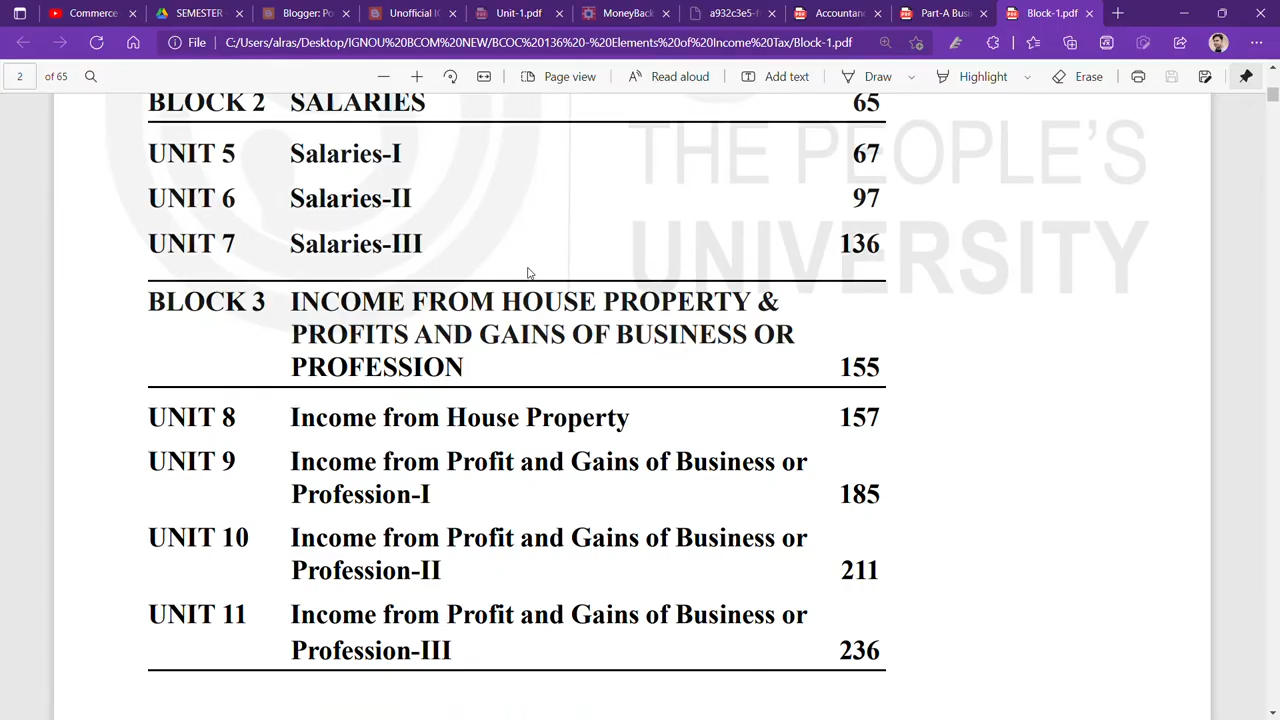 Commerce
SEMESTER -
Blogger Po
Unofficial IG
Unit-1.pdf
MoneyBack
a932c3e5-f
Accountanc
Part-A Busi
Block-1.pdf
File C:/Users/alras/Desktop/IGNOU%20BCOM%20NEW/BCOC%20136%20-%20Elements%20of%20Income%20Tax/Block-1.pdf
2 of 65 Page view Read aloud Add text Draw Highlight Erase
BLOCK 2 SALARIES 65
THE PEOPLE'S
UNIVERSITY
UNIT 5 Salaries-I 67
UNIT 6 Salaries-II 97
UNIT 7 Salaries-III 136
BLOCK 3 INCOME FROM HOUSE PROPERTY &
PROFITS AND GAINS OF BUSINESS OR
PROFESSION 155
UNIT 8 Income from House Property 157
UNIT 9 Income from Profit and Gains of Business or
Profession-I 185
UNIT 10 Income from Profit and Gains of Business or
Profession-II 211
UNIT 11 Income from Profit and Gains of Business or
Profession-III 236